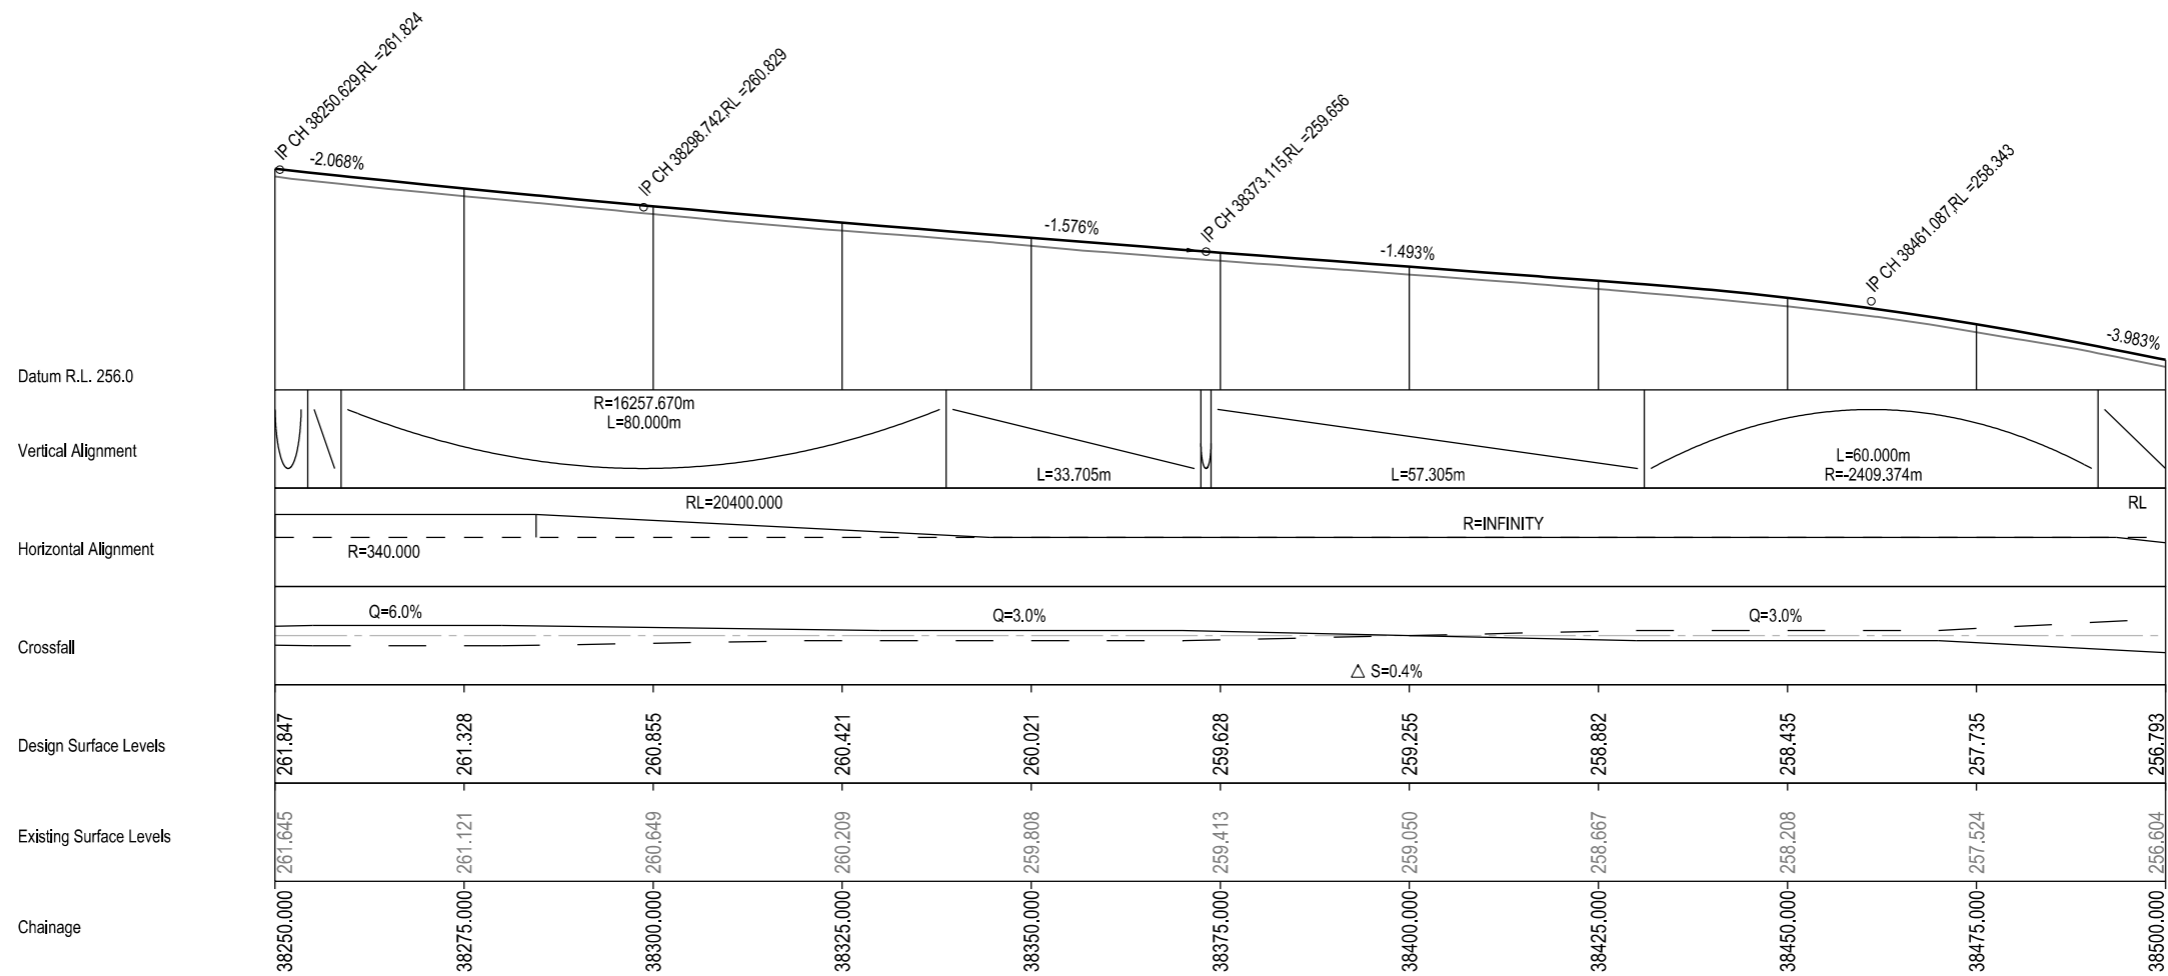 IP CH 38250.629,RL =261.824
IP CH 38298.742,RL =260.829
IP CH 38373.115,RL =259.656
IP CH 38461.087,RL =258.343
-2.068%
-1.576%
-1.493%
-3.983%
Datum R.L. 256.0
Vertical Alignment
R=16257.670m
L=80.000m
L=33.705m
L=57.305m
L=60.000m
R=-2409.374m
Horizontal Alignment
RL=20400.000
R=340.000
R=INFINITY
RL
Crossfall
Q=6.0%
Q=3.0%
Q=3.0%
△ S=0.4%
Design Surface Levels
261.847
261.328
260.855
260.421
260.021
259.628
259.255
258.882
258.435
257.735
256.793
Existing Surface Levels
261.645
261.121
260.649
260.209
259.808
259.413
259.050
258.667
258.208
257.524
256.604
Chainage
38250.000
38275.000
38300.000
38325.000
38350.000
38375.000
38400.000
38425.000
38450.000
38475.000
38500.000